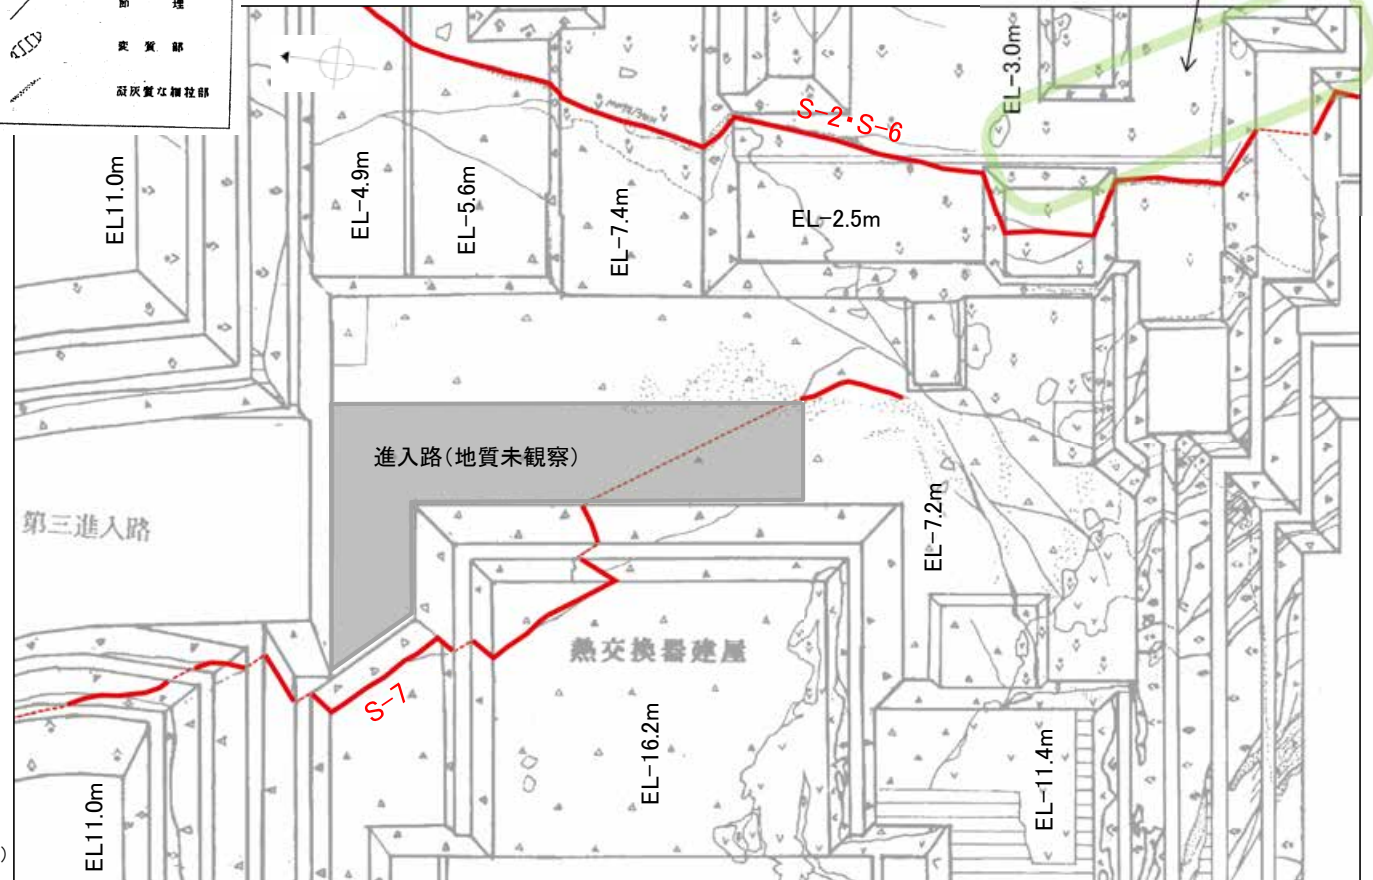 節 理
変 質 部
凝灰質な細粒部
EL-3.0m
S-2・S-6
N9E/36W
EL11.0m
EL-4.9m
EL-5.6m
EL-7.4m
EL-2.5m
進入路(地質未観察)
第三進入路
EL-7.2m
熱交換器建屋
S-7
EL-16.2m
EL-11.4m
EL11.0m
)